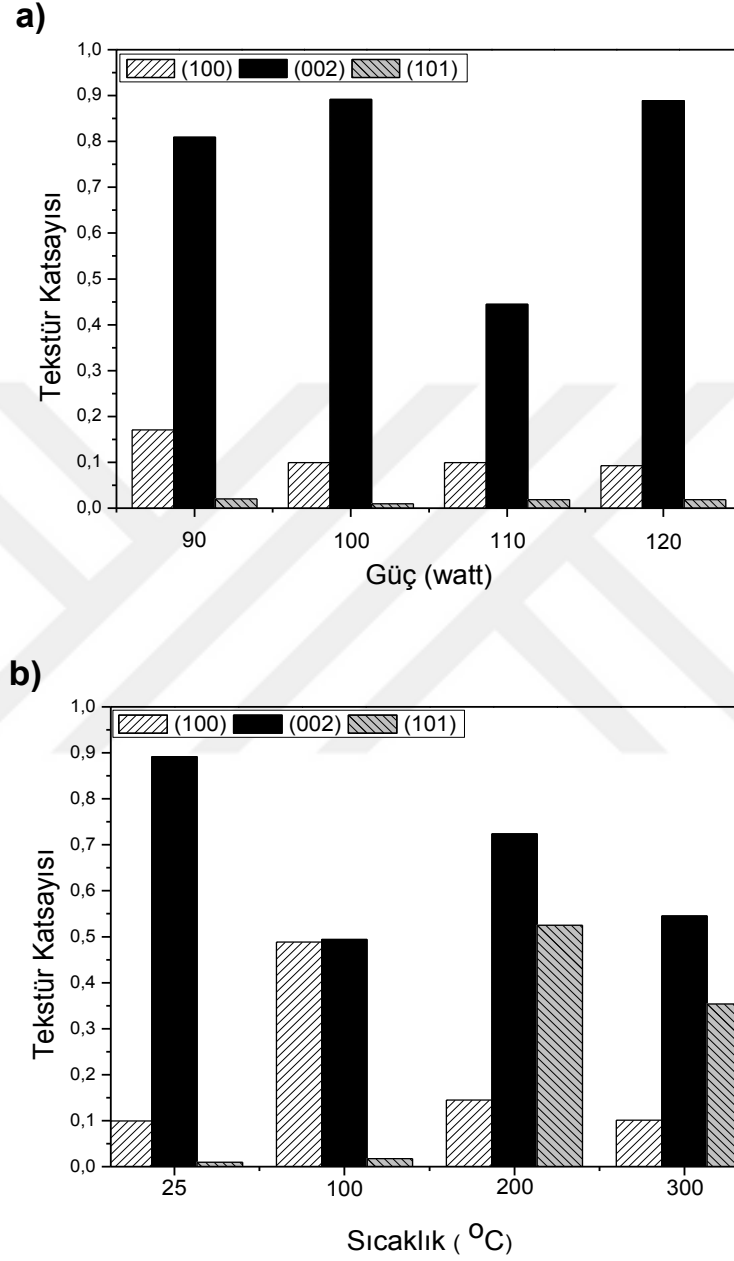 a)
1,0
(100) (002) (101)
0,9
0,8
0,7
0,6
0,5
0,4
0,3
0,2
0,1
0,0
Tekstür Katsayısı
90 100 110 120
Güç (watt)
b)
1,0
(100) (002) (101)
0,9
0,8
0,7
0,6
0,5
0,4
0,3
0,2
0,1
0,0
Tekstür Katsayısı
25 100 200 300
Sıcaklık ( ᴼC)